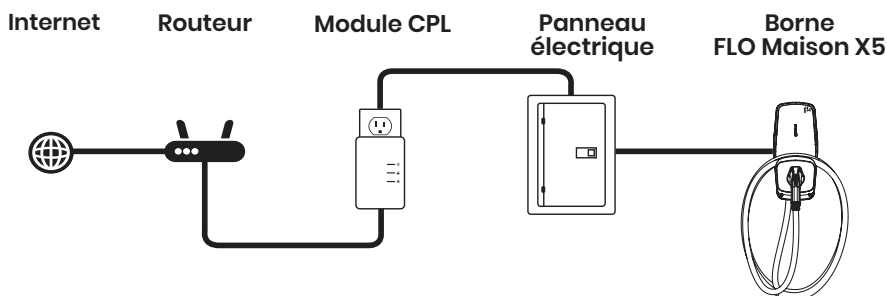 Internet
Routeur
Module CPL
Panneau
électrique
Borne
FLO Maison X5